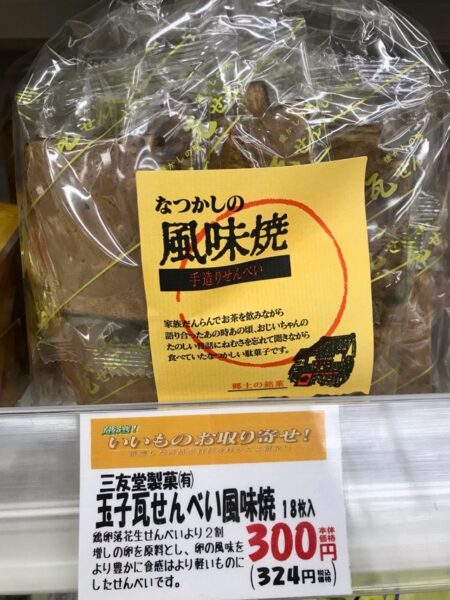 瓦せんべい
なつかしの
風味焼
手造りせんべい
家族だんらんでお茶を飲みながら
語り合ったあの時あの頃、おじいちゃんの
たのしい昔話にねむさを忘れて聞きながら
食べていたなつかしい駄菓子です。
郷土の銘菓
いいものお取り寄せ!
三友堂製菓㈲
玉子瓦せんべい風味焼 18枚入
鶏卵落花生せんべいより2割
増しの卵を原料とし、卵の風味を
より豊かに食感はより軽いものに
したせんべいです。
本体価格
300円
(324円 税込価格)